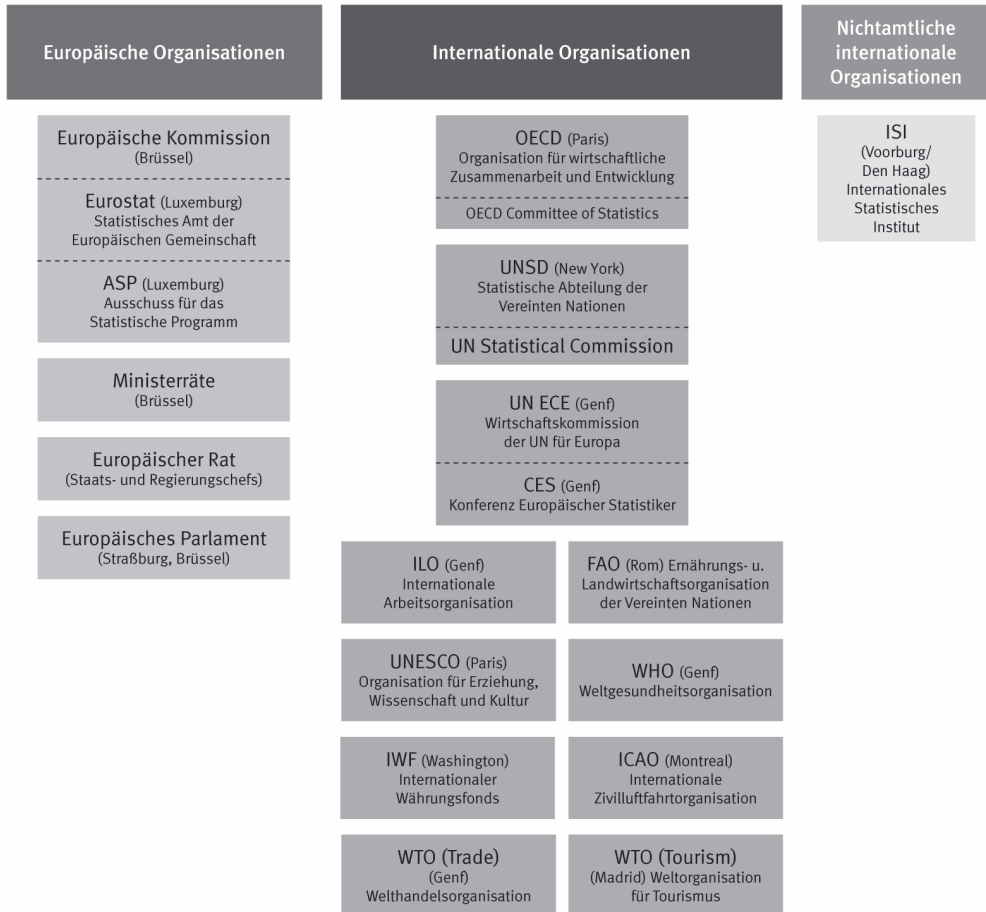 Europäische Organisationen
Europäische Kommission
(Brüssel)
Eurostat (Luxemburg)
Statistisches Amt der
Europäischen Gemeinschaft
ASP (Luxemburg)
Ausschuss für das
Statistische Programm
Ministerräte
(Brüssel)
Europäischer Rat
(Staats- und Regierungschefs)
Europäisches Parlament
(Straßburg, Brüssel)
Internationale Organisationen
OECD (Paris)
Organisation für wirtschaftliche
Zusammenarbeit und Entwicklung
OECD Committee of Statistics
UNSD (New York)
Statistische Abteilung der
Vereinten Nationen
UN Statistical Commission
UN ECE (Genf)
Wirtschaftskommission
der UN für Europa
CES (Genf)
Konferenz Europäischer Statistiker
ILO (Genf)
Internationale
Arbeitsorganisation
FAO (Rom) Ernährungs- u.
Landwirtschaftsorganisation
der Vereinten Nationen
UNESCO (Paris)
Organisation für Erziehung,
Wissenschaft und Kultur
WHO (Genf)
Weltgesundheitsorganisation
IWF (Washington)
Internationaler
Währungsfonds
ICAO (Montreal)
Internationale
Zivilluftfahrtorganisation
WTO (Trade)
(Genf)
Welthandelsorganisation
WTO (Tourism)
(Madrid) Weltorganisation
für Tourismus
Nichtamtliche
internationale
Organisationen
ISI
(Voorburg/
Den Haag)
Internationales
Statistisches
Institut